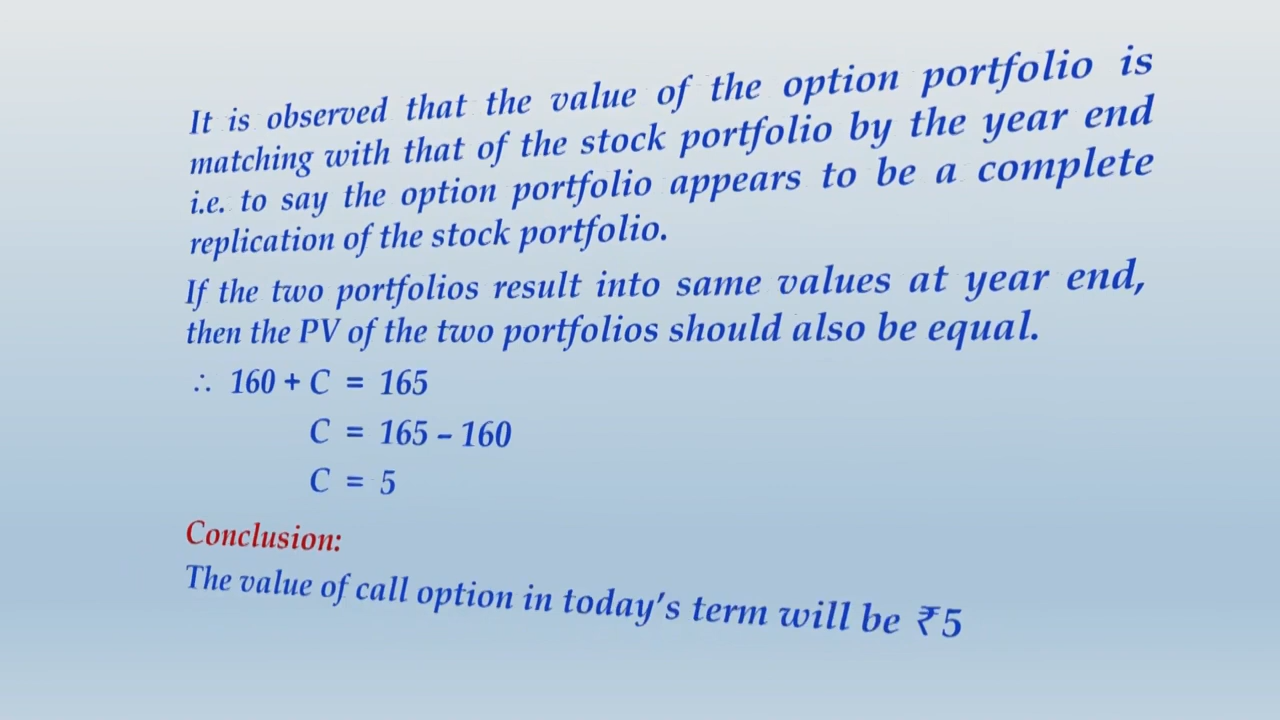 It is observed that the value of the option portfolio is
matching with that of the stock portfolio by the year end
i.e. to say the option portfolio appears to be a complete
replication of the stock portfolio.
If the two portfolios result into same values at year end,
then the PV of the two portfolios should also be equal.
∴ 160 + C = 165
C = 165 – 160
C = 5
Conclusion:
The value of call option in today's term will be ₹5